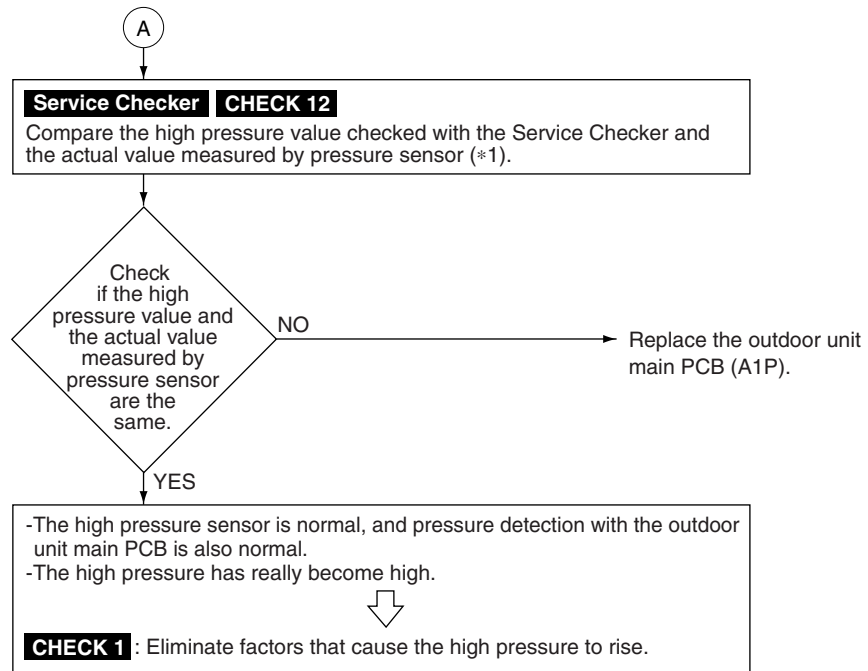 A
Service Checker CHECK 12
Compare the high pressure value checked with the Service Checker and
the actual value measured by pressure sensor (*1).
Check
if the high
pressure value and
the actual value
measured by
pressure sensor
are the
same.
NO
Replace the outdoor unit
main PCB (A1P).
YES
-The high pressure sensor is normal, and pressure detection with the outdoor
unit main PCB is also normal.
-The high pressure has really become high.
CHECK 1 : Eliminate factors that cause the high pressure to rise.